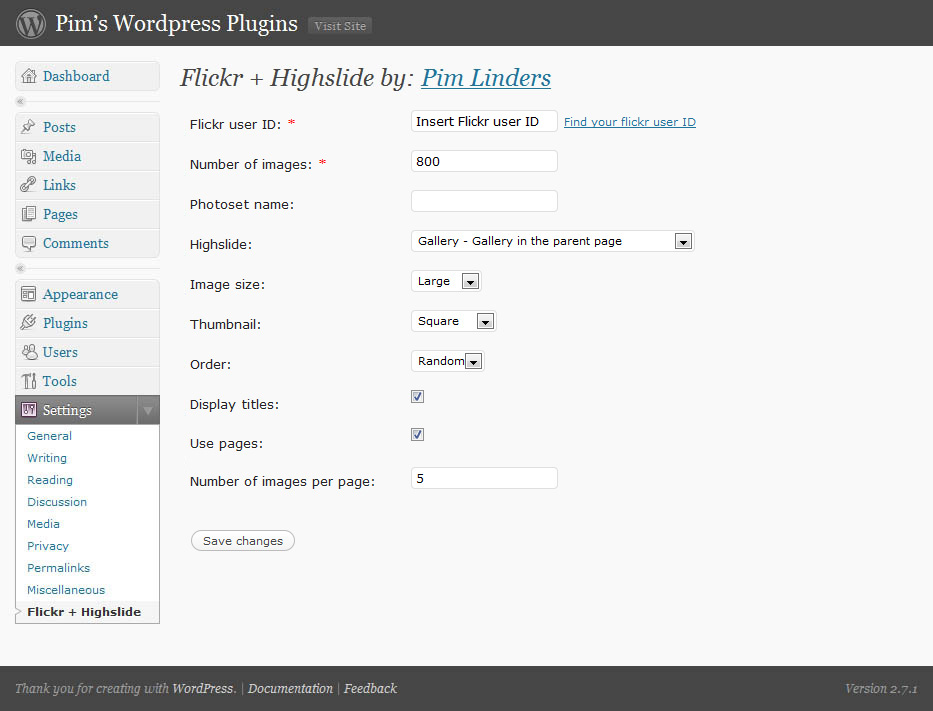 Pim's Wordpress Plugins Visit Site
Dashboard
Posts
Media
Links
Pages
Comments
Appearance
Plugins
Users
Tools
Settings
General
Writing
Reading
Discussion
Media
Privacy
Permalinks
Miscellaneous
Flickr + Highslide
Flickr + Highslide by: Pim Linders
Flickr user ID: * Insert Flickr user ID Find your flickr user ID
Number of images: * 800
Photoset name:
Highslide: Gallery - Gallery in the parent page
Image size: Large
Thumbnail: Square
Order: Random
Display titles:
Use pages:
Number of images per page: 5
Save changes
Thank you for creating with WordPress. | Documentation | Feedback Version 2.7.1